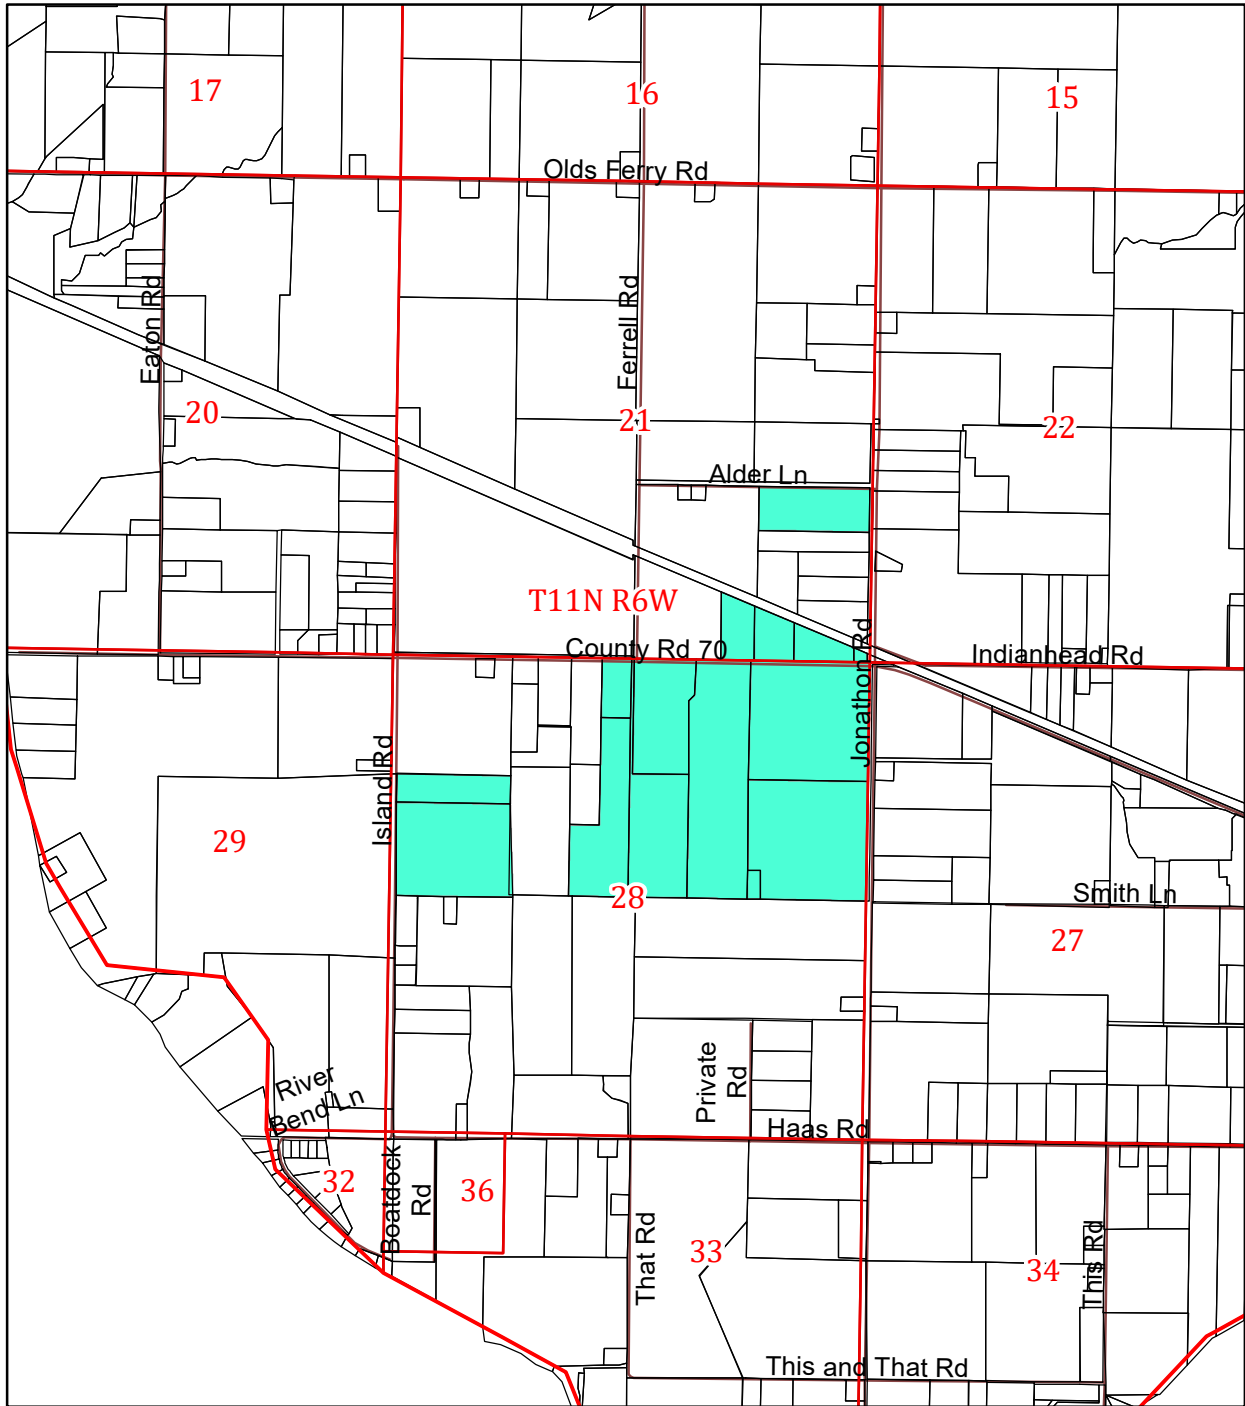 17
16
15
Olds Ferry Rd
Eaton Rd
Ferrell Rd
20
21
22
Alder Ln
T11N R6W
County Rd 70
Jonathon Rd
Indianhead Rd
Island Rd
29
28
Smith Ln
27
River
Bend Ln
Private
Rd
Haas Rd
32
Boatdock
Rd
36
That Rd
33
34
This Rd
This and That Rd